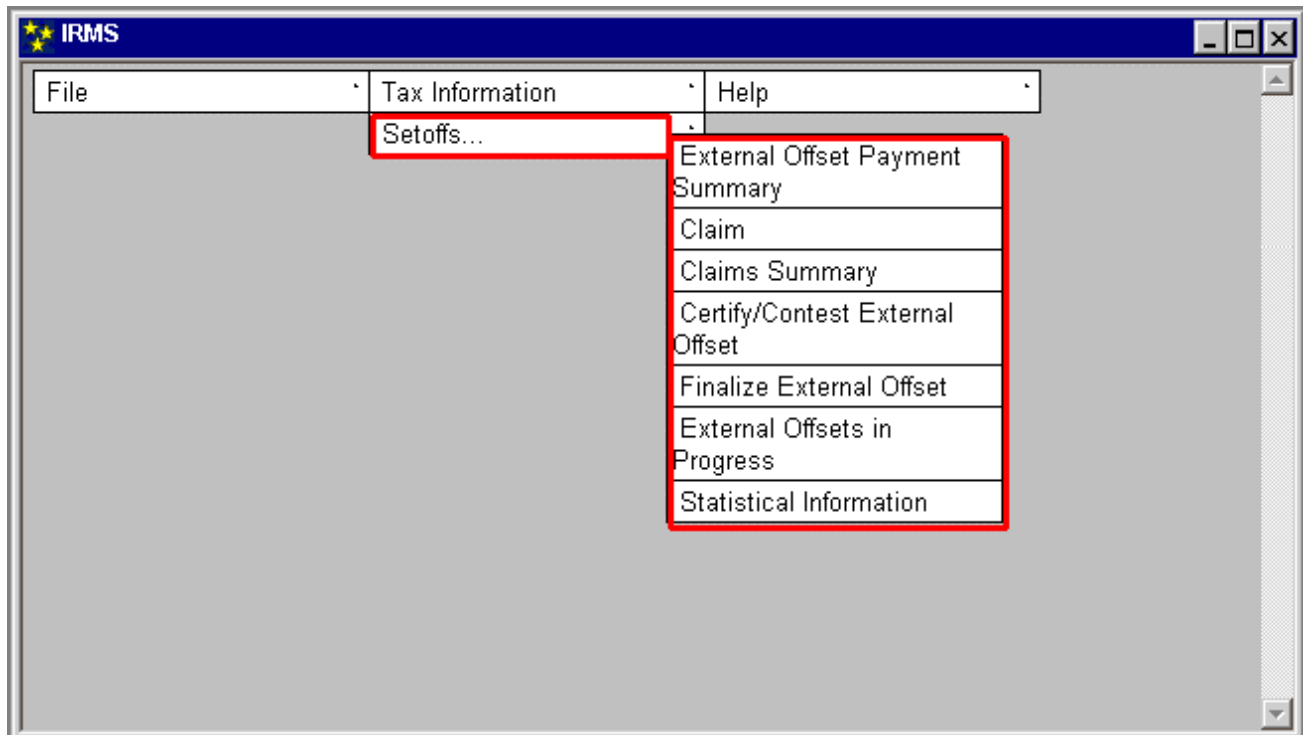 IRMS
File Tax Information Help
Setoffs...
External Offset Payment
Summary
Claim
Claims Summary
Certify/Contest External
Offset
Finalize External Offset
External Offsets in
Progress
Statistical Information